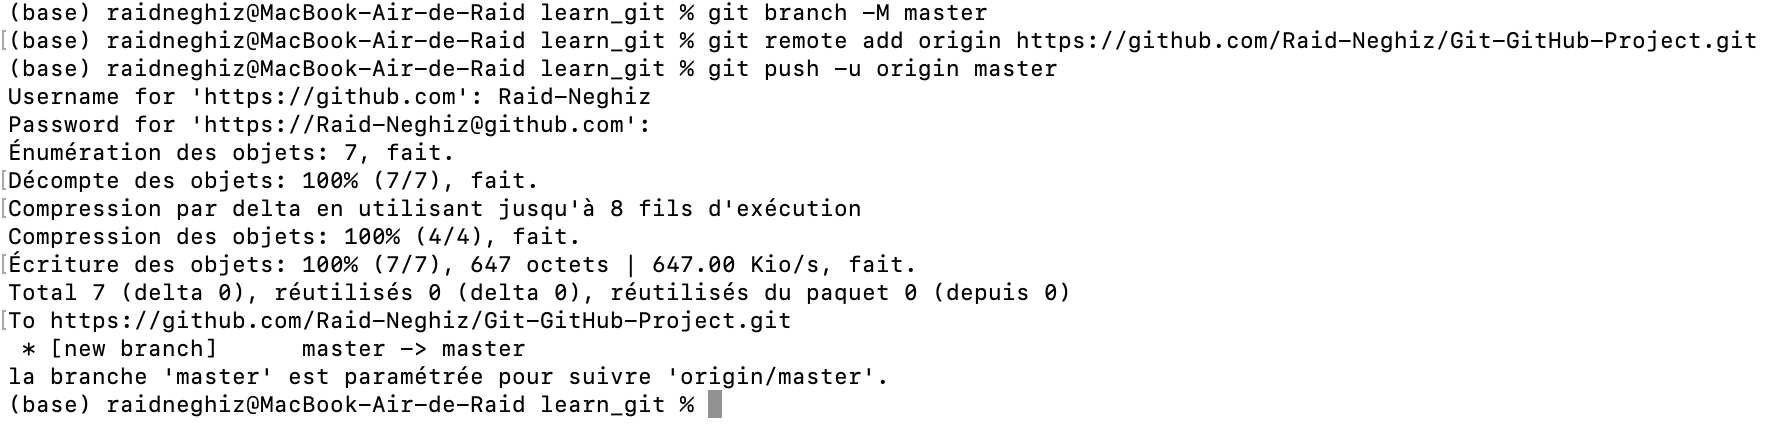 (base) raidneghiz@MacBook-Air-de-Raid learn_git % git branch -M master
[(base) raidneghiz@MacBook-Air-de-Raid learn_git % git remote add origin https://github.com/Raid-Neghiz/Git-GitHub-Project.git
(base) raidneghiz@MacBook-Air-de-Raid learn_git % git push -u origin master
Username for 'https://github.com': Raid-Neghiz
Password for 'https://Raid-Neghiz@github.com':
Énumération des objets: 7, fait.
[Décompte des objets: 100% (7/7), fait.
[Compression par delta en utilisant jusqu'à 8 fils d'exécution
Compression des objets: 100% (4/4), fait.
[Écriture des objets: 100% (7/7), 647 octets | 647.00 Kio/s, fait.
Total 7 (delta 0), réutilisés 0 (delta 0), réutilisés du paquet 0 (depuis 0)
[To https://github.com/Raid-Neghiz/Git-GitHub-Project.git
* [new branch] master -> master
la branche 'master' est paramétrée pour suivre 'origin/master'.
(base) raidneghiz@MacBook-Air-de-Raid learn_git %